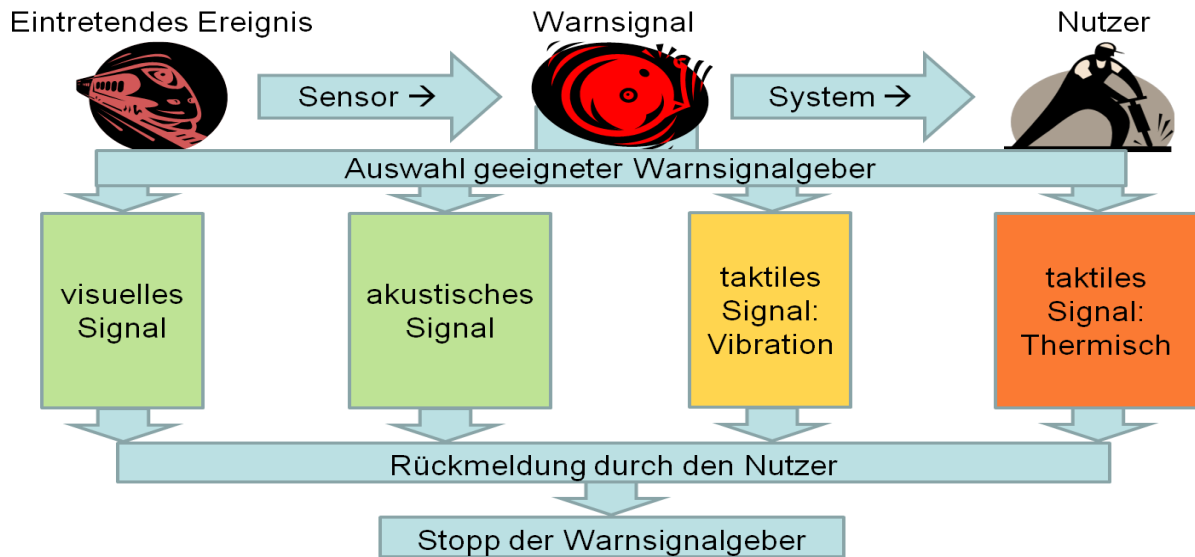 Eintretendes Ereignis
Warnsignal
Nutzer
Sensor →
System →
Auswahl geeigneter Warnsignalgeber
visuelles
Signal
akustisches
Signal
taktiles
Signal:
Vibration
taktiles
Signal:
Thermisch
Rückmeldung durch den Nutzer
Stopp der Warnsignalgeber